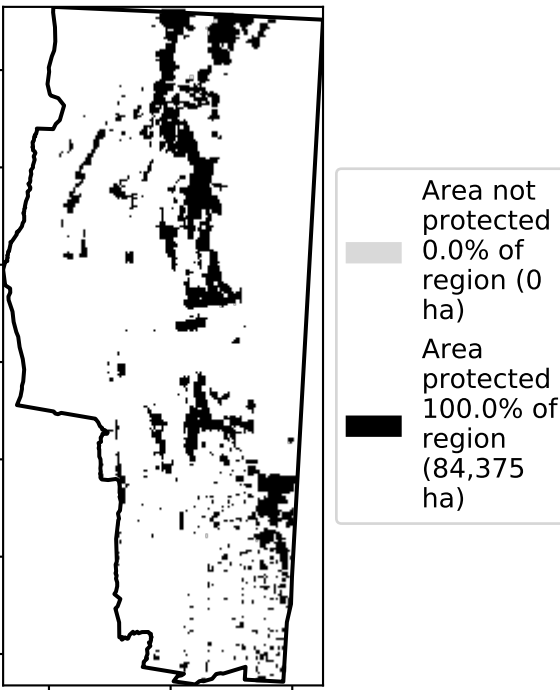 Area not
protected
0.0% of
region (0
ha)
Area
protected
100.0% of
region
(84,375
ha)